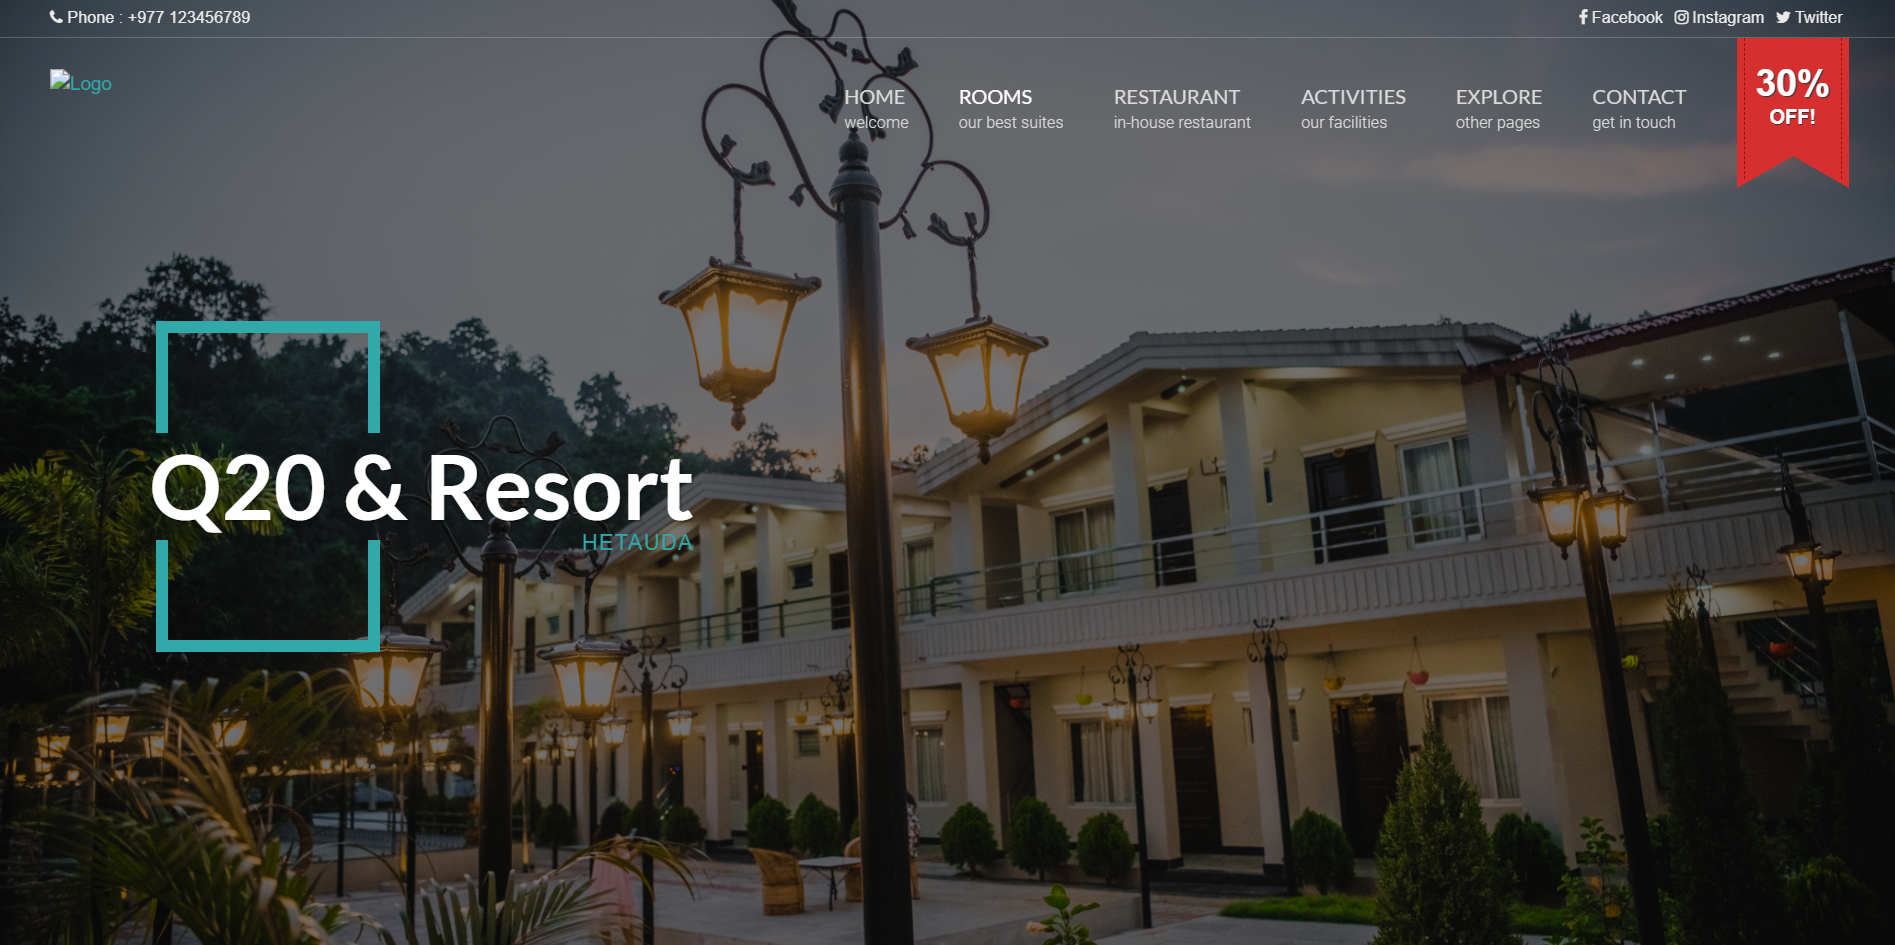 Phone : +977 123456789
Facebook Instagram Twitter
Logo
HOME
welcome
ROOMS
our best suites
RESTAURANT
in-house restaurant
ACTIVITIES
our facilities
EXPLORE
other pages
CONTACT
get in touch
30%
OFF!
Q20 & Resort
HETAUDA